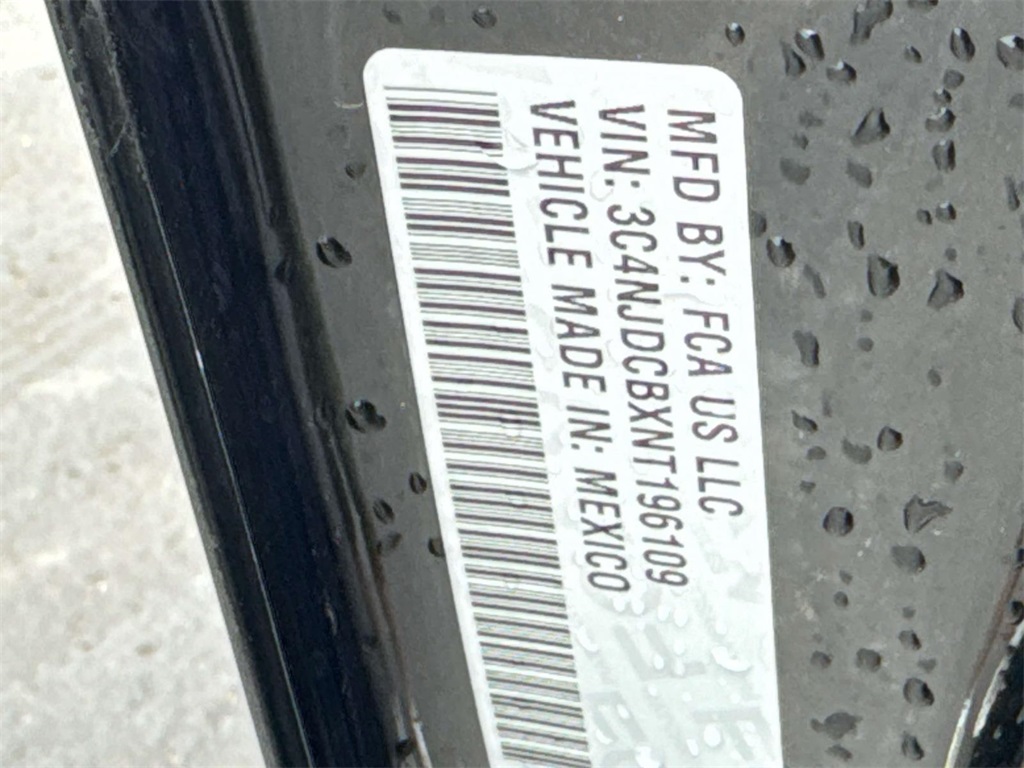 MFD BY: FCA US LLC
VIN: 3C4NJDCBXNT196109
VEHICLE MADE IN: MEXICO